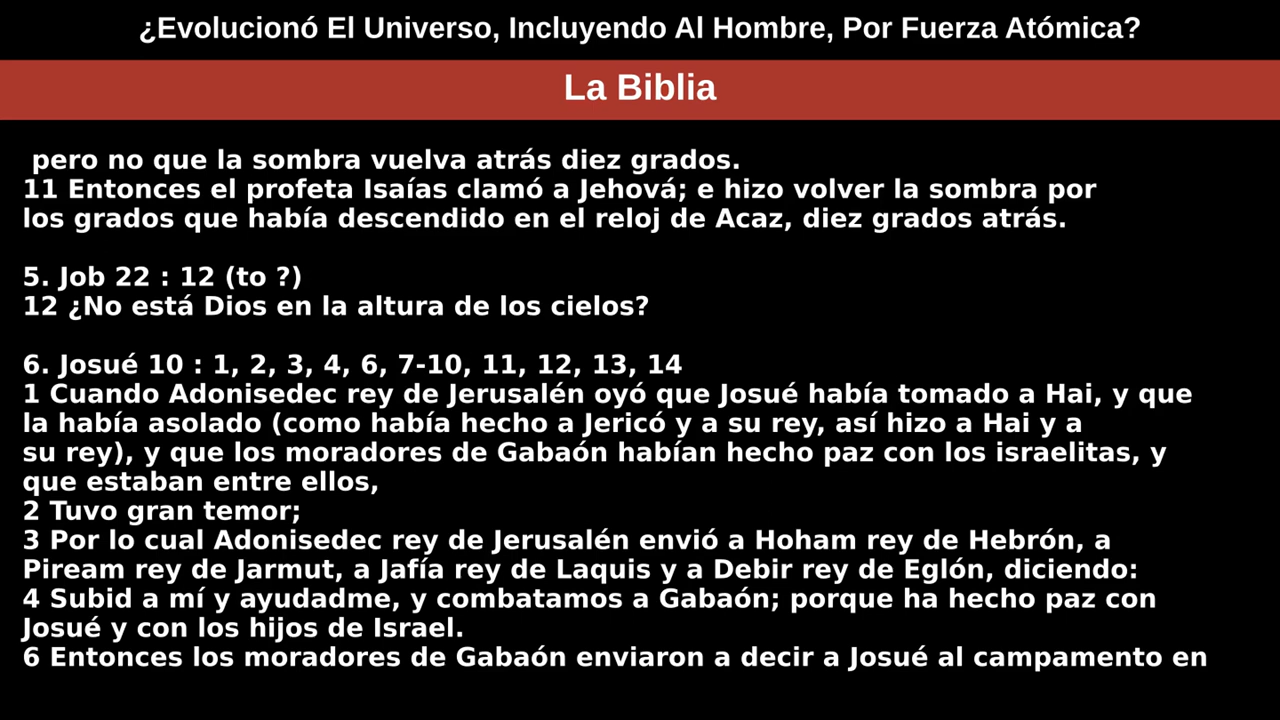 ¿Evolucionó El Universo, Incluyendo Al Hombre, Por Fuerza Atómica?
La Biblia
pero no que la sombra vuelva atrás diez grados.
11 Entonces el profeta Isaías clamó a Jehová; e hizo volver la sombra por
los grados que había descendido en el reloj de Acaz, diez grados atrás.
5. Job 22 : 12 (to ?)
12 ¿No está Dios en la altura de los cielos?
6. Josué 10 : 1, 2, 3, 4, 6, 7-10, 11, 12, 13, 14
1 Cuando Adonisedec rey de Jerusalén oyó que Josué había tomado a Hai, y que
la había asolado (como había hecho a Jericó y a su rey, así hizo a Hai y a
su rey), y que los moradores de Gabaón habían hecho paz con los israelitas, y
que estaban entre ellos,
2 Tuvo gran temor;
3 Por lo cual Adonisedec rey de Jerusalén envió a Hoham rey de Hebrón, a
Piream rey de Jarmut, a Jafía rey de Laquis y a Debir rey de Eglón, diciendo:
4 Subid a mí y ayudadme, y combatamos a Gabaón; porque ha hecho paz con
Josué y con los hijos de Israel.
6 Entonces los moradores de Gabaón enviaron a decir a Josué al campamento en